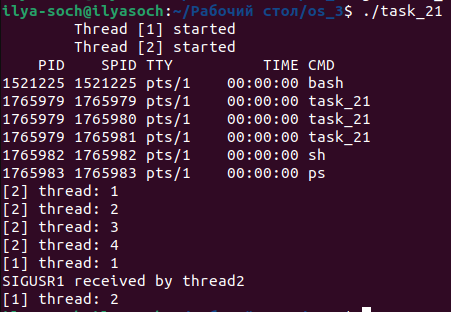 ilya-soch@ilyasoch:~/Рабочий стол/os_3$ ./task_21
Thread [1] started
Thread [2] started
PID SPID TTY TIME CMD
1521225 1521225 pts/1 00:00:00 bash
1765979 1765979 pts/1 00:00:00 task_21
1765979 1765980 pts/1 00:00:00 task_21
1765979 1765981 pts/1 00:00:00 task_21
1765982 1765982 pts/1 00:00:00 sh
1765983 1765983 pts/1 00:00:00 ps
[2] thread: 1
[2] thread: 2
[2] thread: 3
[2] thread: 4
[1] thread: 1
SIGUSR1 received by thread2
[1] thread: 2